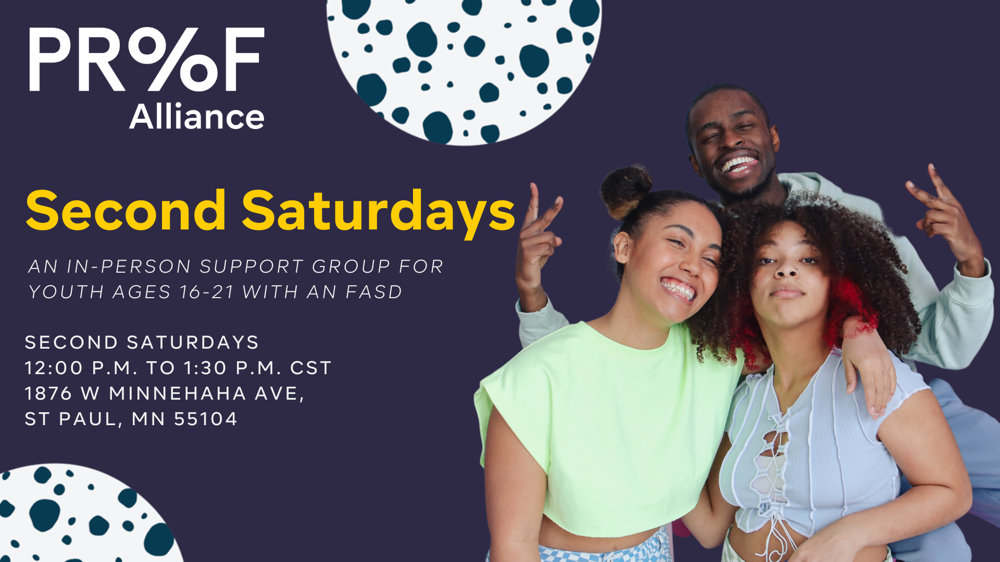 PR%F
Alliance
Second Saturdays
AN IN-PERSON SUPPORT GROUP FOR
YOUTH AGES 16-21 WITH AN FASD
SECOND SATURDAYS
12:00 P.M. TO 1:30 P.M. CST
1876 W MINNEHAHA AVE,
ST PAUL, MN 55104